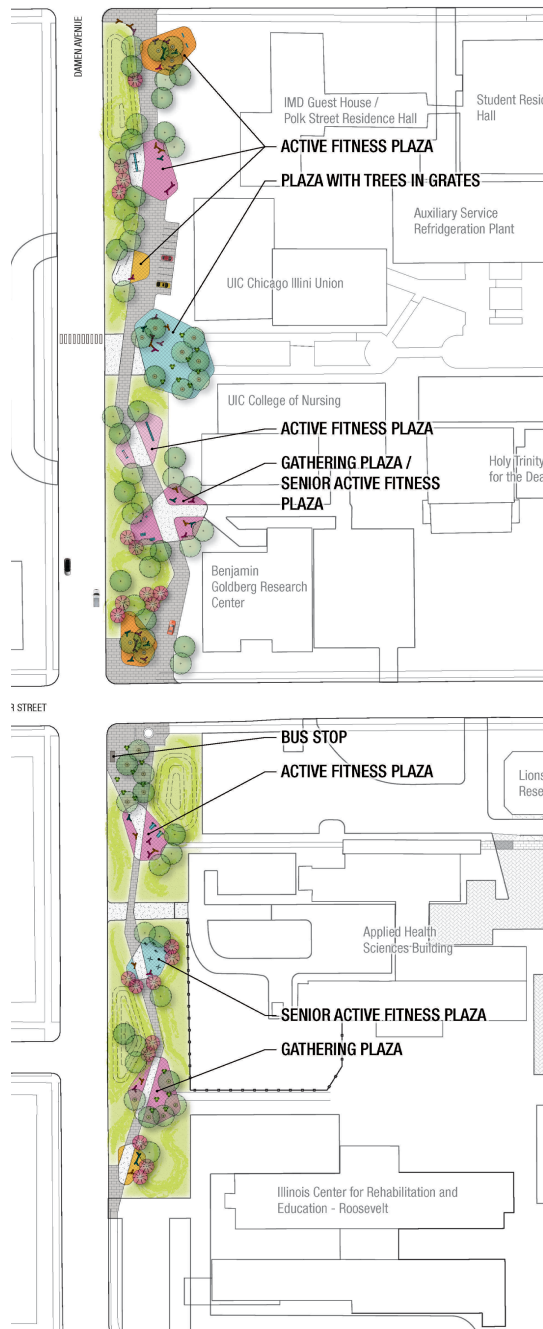 DAMEN AVENUE
IMD Guest House /
Polk Street Residence Hall
Student Resid
Hall
ACTIVE FITNESS PLAZA
PLAZA WITH TREES IN GRATES
Auxiliary Service
Refridgeration Plant
UIC Chicago Illini Union
UIC College of Nursing
ACTIVE FITNESS PLAZA
GATHERING PLAZA /
SENIOR ACTIVE FITNESS
PLAZA
Holy Trinity
for the Dea
Benjamin
Goldberg Research
Center
R STREET
BUS STOP
ACTIVE FITNESS PLAZA
Lions
Rese
Applied Health
Sciences Building
SENIOR ACTIVE FITNESS PLAZA
GATHERING PLAZA
Illinois Center for Rehabilitation and
Education - Roosevelt